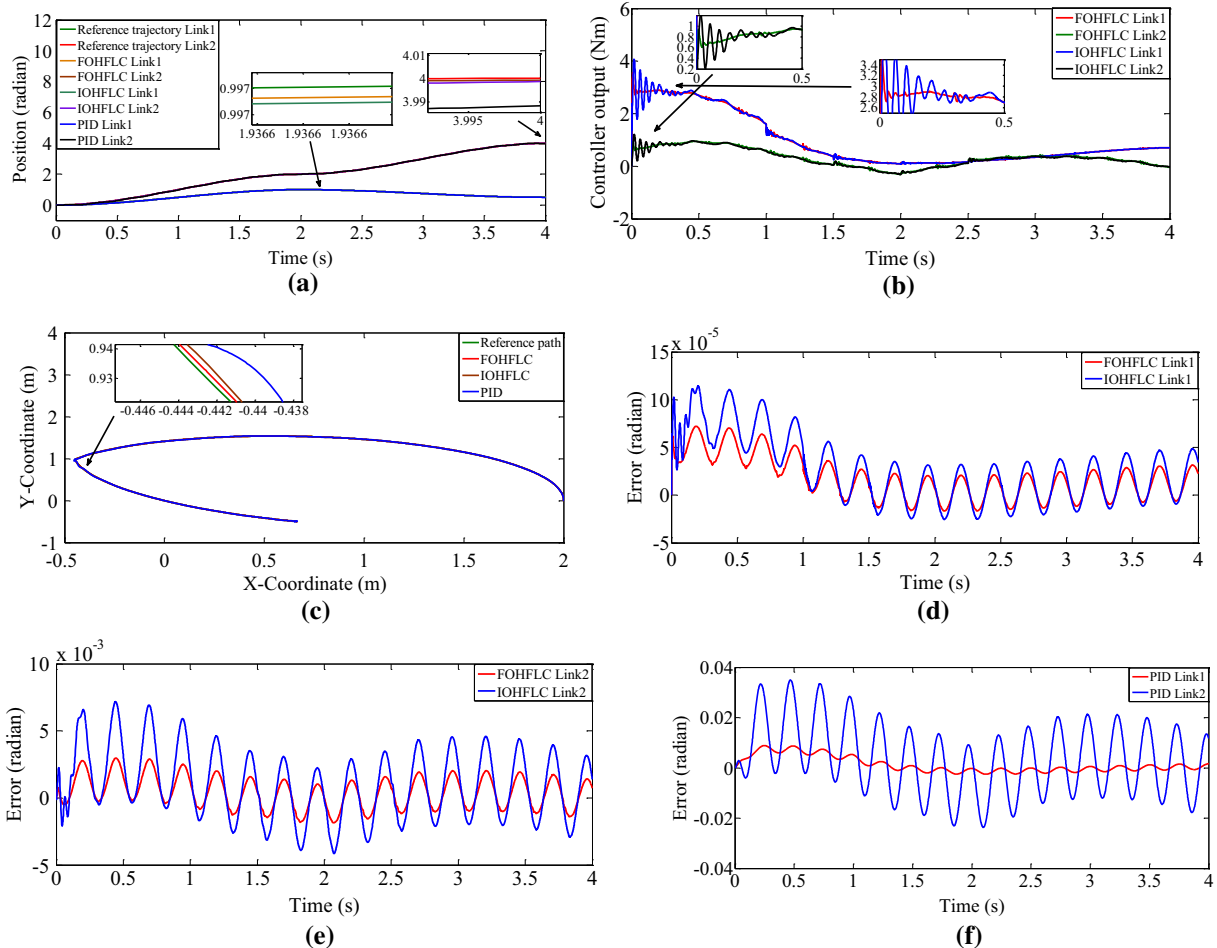 Position (radian)
12
10
8
6
4
2
0
Reference trajectory Link1
Reference trajectory Link2
FOHFLC Link1
FOHFLC Link2
IOHFLC Link1
IOHFLC Link2
PID Link1
PID Link2
0.997
0.997
1.9366 1.9366 1.9366
4.01
4
3.99
3.995 4
0 0.5 1 1.5 2 2.5 3 3.5 4
Time (s)
(a)
Controller output (Nm)
6
4
2
0
-2
1
0.8
0.6
0.4
0.2
0 0.5
3.4
3.2
3
2.8
2.6
0 0.5
FOHFLC Link1
FOHFLC Link2
IOHFLC Link1
IOHFLC Link2
0 0.5 1 1.5 2 2.5 3 3.5 4
Time (s)
(b)
Y-Coordinate (m)
4
3
2
1
0
-1
0.94
0.93
-0.446 -0.444 -0.442 -0.44 -0.438
Reference path
FOHFLC
IOHFLC
PID
-0.5 0 0.5 1 1.5 2
X-Coordinate (m)
(c)
x 10-5
Error (radian)
15
10
5
0
-5
FOHFLC Link1
IOHFLC Link1
0 0.5 1 1.5 2 2.5 3 3.5 4
Time (s)
(d)
x 10-3
Error (radian)
10
5
0
-5
FOHFLC Link2
IOHFLC Link2
0 0.5 1 1.5 2 2.5 3 3.5 4
Time (s)
(e)
Error (radian)
0.04
0.02
0
-0.02
-0.04
PID Link1
PID Link2
0 0.5 1 1.5 2 2.5 3 3.5 4
Time (s)
(f)